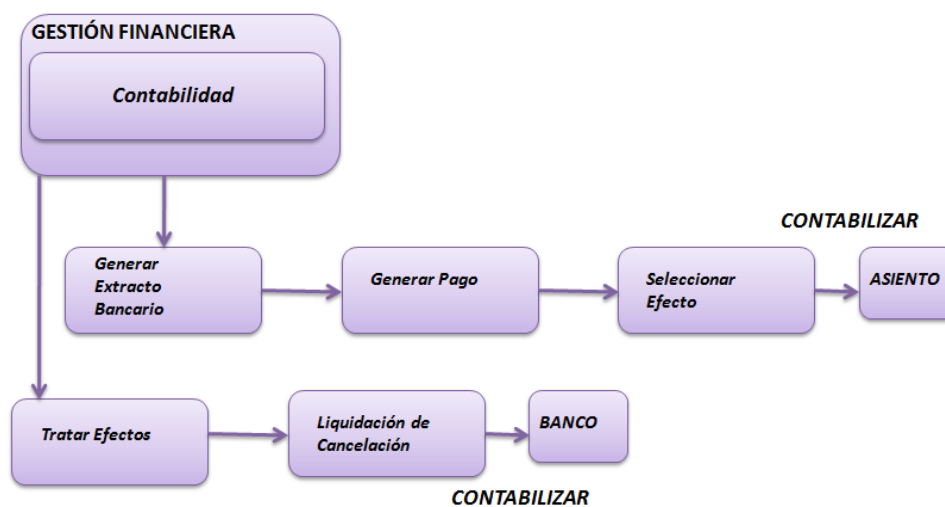 GESTIÓN FINANCIERA
Contabilidad
CONTABILIZAR
Generar
Extracto
Bancario
Generar Pago
Seleccionar
Efecto
ASIENTO
Tratar Efectos
Liquidación de
Cancelación
BANCO
CONTABILIZAR